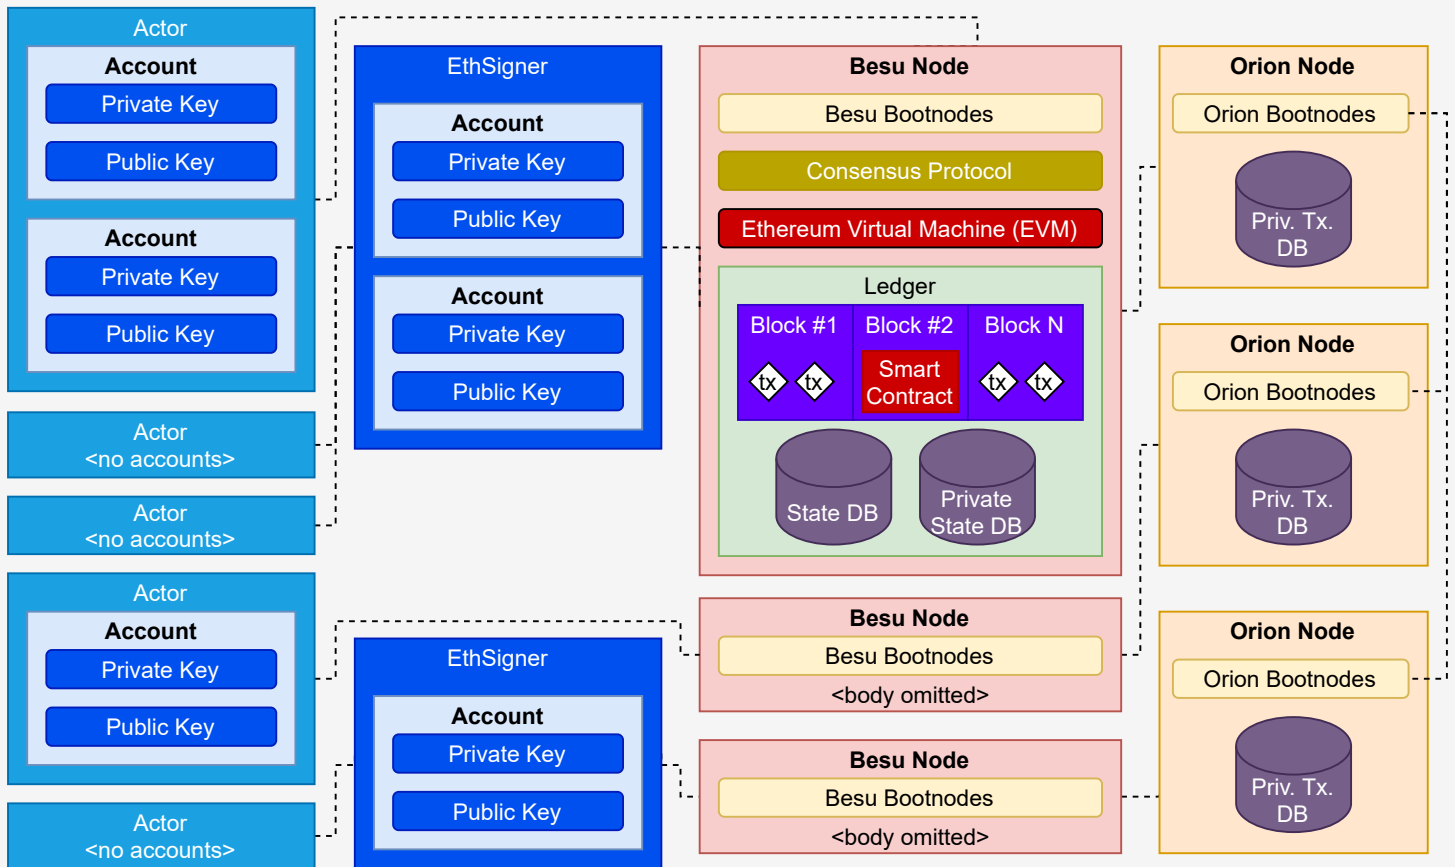 Actor
Account
Private Key
Public Key
Account
Private Key
Public Key
Actor
<no accounts>
Actor
<no accounts>
Actor
Account
Private Key
Public Key
Actor
<no accounts>
EthSigner
Account
Private Key
Public Key
Account
Private Key
Public Key
EthSigner
Account
Private Key
Public Key
Besu Node
Besu Bootnodes
Consensus Protocol
Ethereum Virtual Machine (EVM)
Ledger
Block #1
tx
tx
Block #2
Smart
Contract
Block N
tx
tx
State DB
Private
State DB
Besu Node
Besu Bootnodes
<body omitted>
Besu Node
Besu Bootnodes
<body omitted>
Orion Node
Orion Bootnodes
Priv. Tx.
DB
Orion Node
Orion Bootnodes
Priv. Tx.
DB
Orion Node
Orion Bootnodes
Priv. Tx.
DB